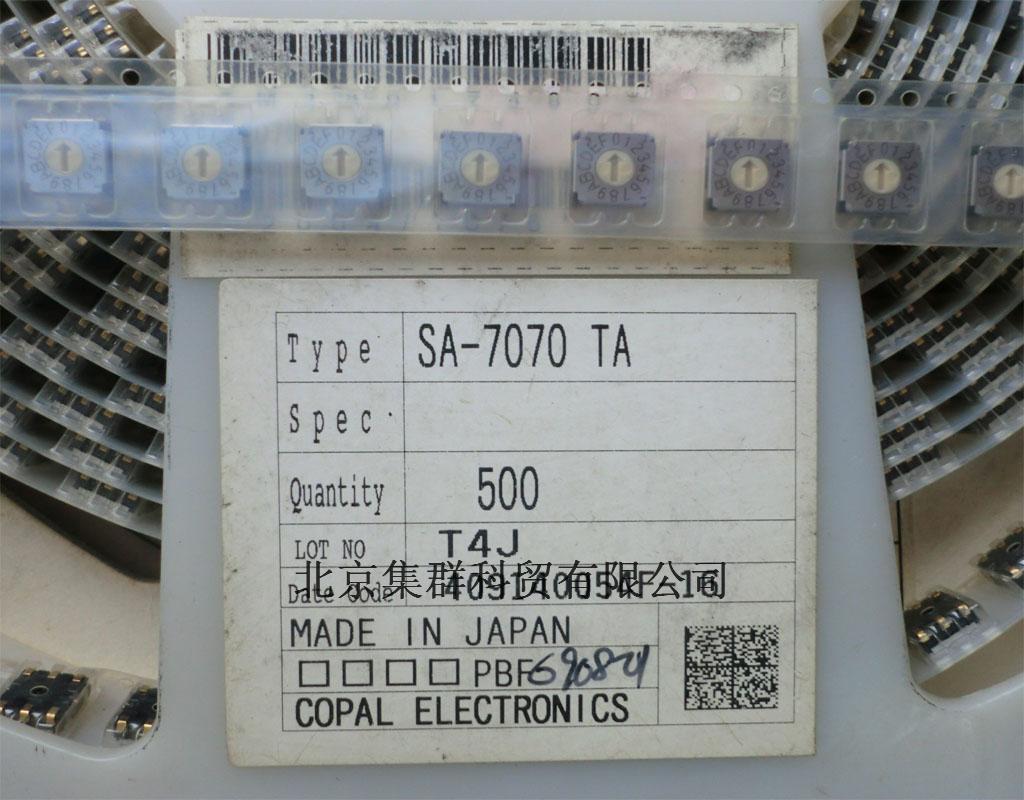 Type SA-7070 TA
Spec
Quantity 500
LOT NO T4J
北京集群科贸有限公司
Date Code
MADE IN JAPAN
□□□□ PBF
COPAL ELECTRONICS